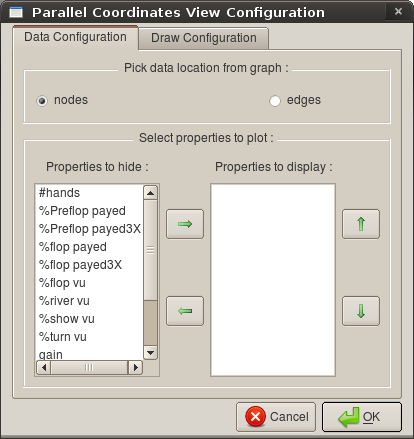 Parallel Coordinates View Configuration
Data Configuration
Draw Configuration
Pick data location from graph :
nodes
edges
Select properties to plot :
Properties to hide :
Properties to display :
#hands
%Preflop payed
%Preflop payed3X
%flop payed
%flop payed3X
%flop vu
%river vu
%show vu
%turn vu
gain
Cancel
OK